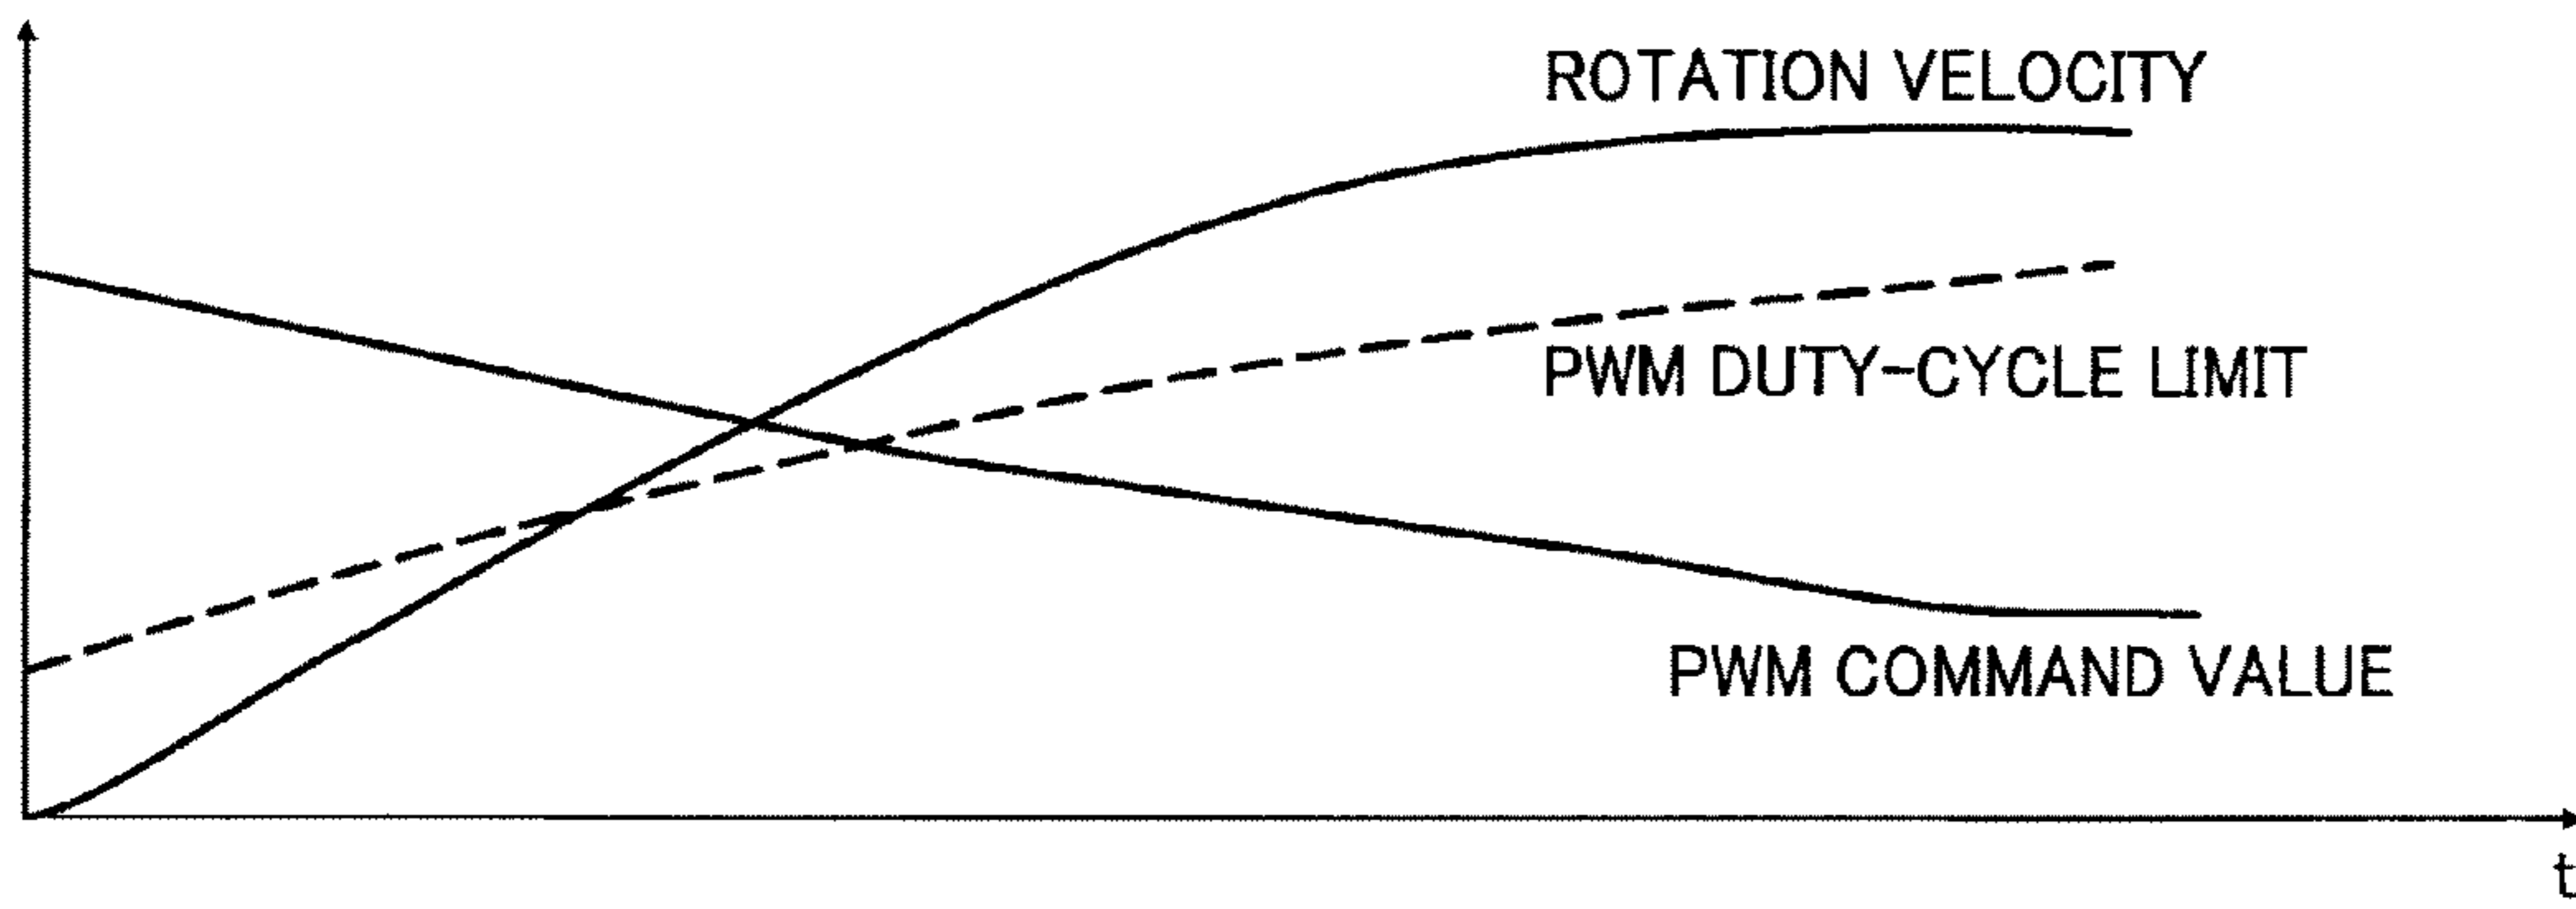 ROTATION VELOCITY
PWM DUTY-CYCLE LIMIT
PWM COMMAND VALUE
t